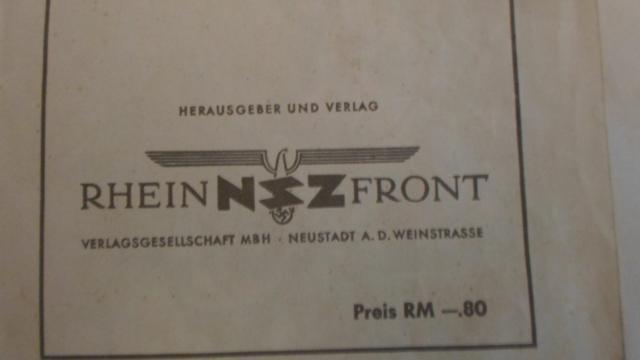 HERAUSGEBER UND VERLAG
RHEIN NSZ FRONT
VERLAGSGESELLSCHAFT MBH · NEUSTADT A. D. WEINSTRASSE
Preis RM —.80